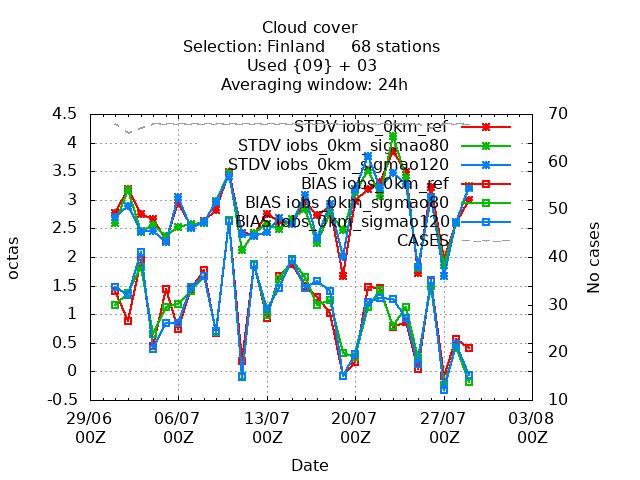 Cloud cover
Selection: Finland 68 stations
Used {09} + 03
Averaging window: 24h
4.5
4
3.5
3
2.5
2
1.5
1
0.5
0
-0.5
70
60
50
40
30
20
10
STDV iobs_0km_ref
STDV iobs_0km_sigmao80
STDV iobs_0km_sigmao120
BIAS iobs_0km_ref
BIAS iobs_0km_sigmao80
BIAS iobs_0km_sigmao120
CASES
octas
No cases
29/06 06/07 13/07 20/07 27/07 03/08
00Z 00Z 00Z 00Z 00Z 00Z
Date